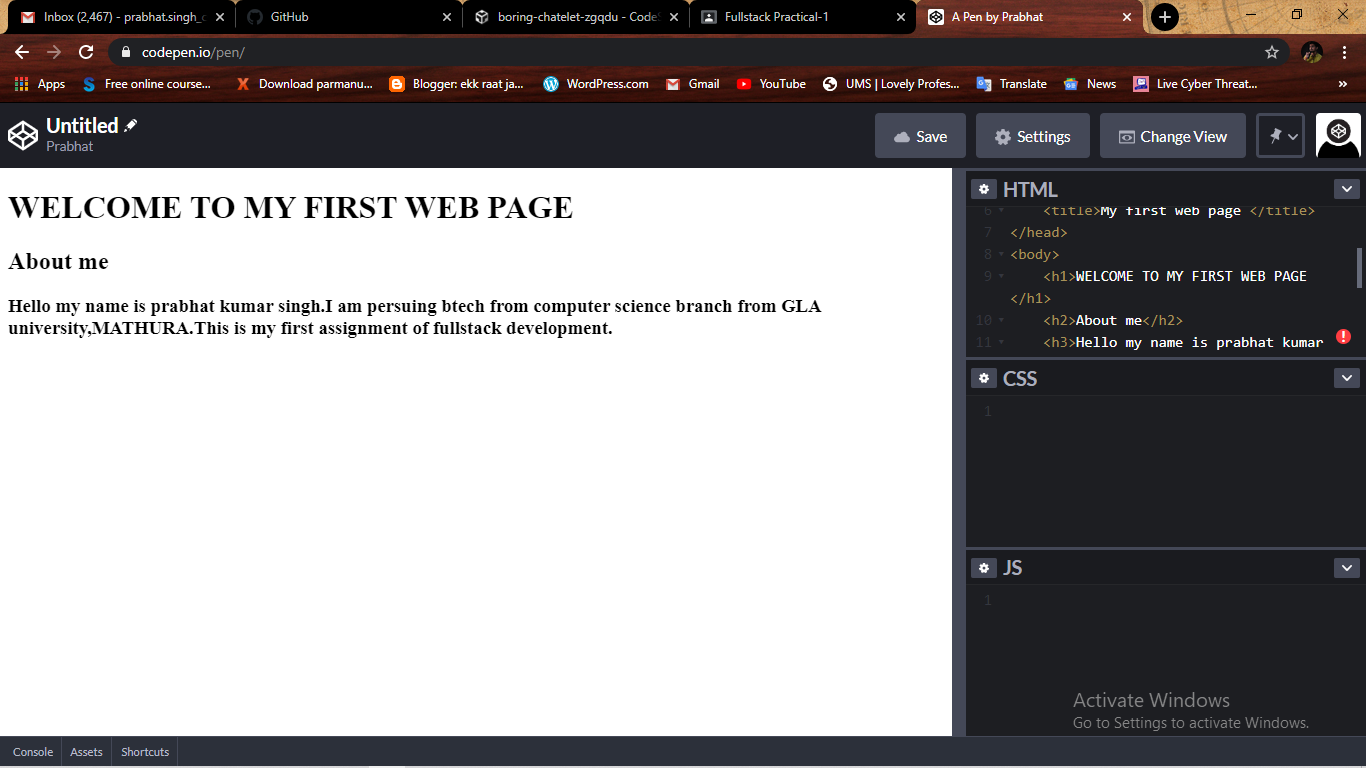 Inbox (2,467) - prabhat.singh_c
GitHub
boring-chatelet-zgqdu - CodeS
Fullstack Practical-1
A Pen by Prabhat
codepen.io/pen/
Apps
Free online course...
Download parmanu...
Blogger: ekk raat ja...
WordPress.com
Gmail
YouTube
UMS | Lovely Profes...
Translate
News
Live Cyber Threat...
»
Untitled
Prabhat
Save
Settings
Change View
WELCOME TO MY FIRST WEB PAGE
About me
Hello my name is prabhat kumar singh.I am persuing btech from computer science branch from GLA
university,MATHURA.This is my first assignment of fullstack development.
HTML
6 <title>My first web page </title>
7 </head>
8 <body>
9 <h1>WELCOME TO MY FIRST WEB PAGE
</h1>
10 <h2>About me</h2>
11 <h3>Hello my name is prabhat kumar
CSS
1
JS
1
Activate Windows
Go to Settings to activate Windows.
Console
Assets
Shortcuts